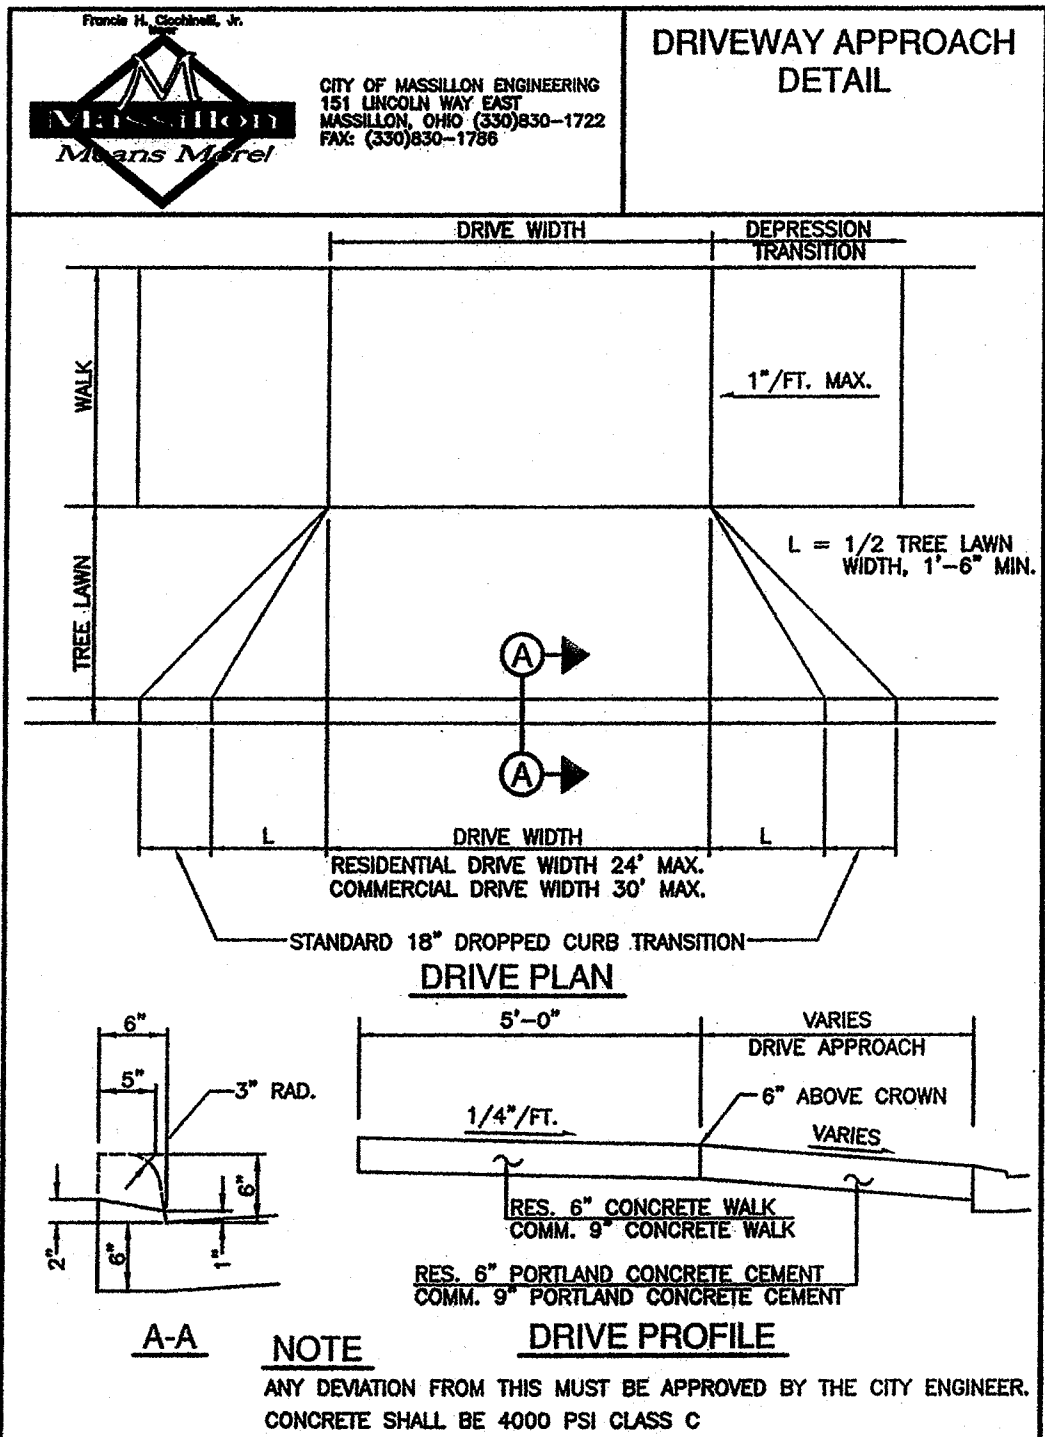 Francis H. Cicchinelli, Jr.
Mayor
Massillon
Means More!
CITY OF MASSILLON ENGINEERING
151 LINCOLN WAY EAST
MASSILLON, OHIO (330)830-1722
FAX: (330)830-1786
DRIVEWAY APPROACH
DETAIL
DRIVE WIDTH
DEPRESSION
TRANSITION
WALK
1"/FT. MAX.
TREE LAWN
L = 1/2 TREE LAWN
WIDTH, 1'-6" MIN.
A
A
L
DRIVE WIDTH
L
RESIDENTIAL DRIVE WIDTH 24' MAX.
COMMERCIAL DRIVE WIDTH 30' MAX.
STANDARD 18" DROPPED CURB TRANSITION
DRIVE PLAN
6"
5"
3" RAD.
6"
2"
6"
1"
A-A
5'-0"
VARIES
DRIVE APPROACH
6" ABOVE CROWN
1/4"/FT.
VARIES
RES. 6" CONCRETE WALK
COMM. 9" CONCRETE WALK
RES. 6" PORTLAND CONCRETE CEMENT
COMM. 9" PORTLAND CONCRETE CEMENT
DRIVE PROFILE
NOTE
ANY DEVIATION FROM THIS MUST BE APPROVED BY THE CITY ENGINEER.
CONCRETE SHALL BE 4000 PSI CLASS C